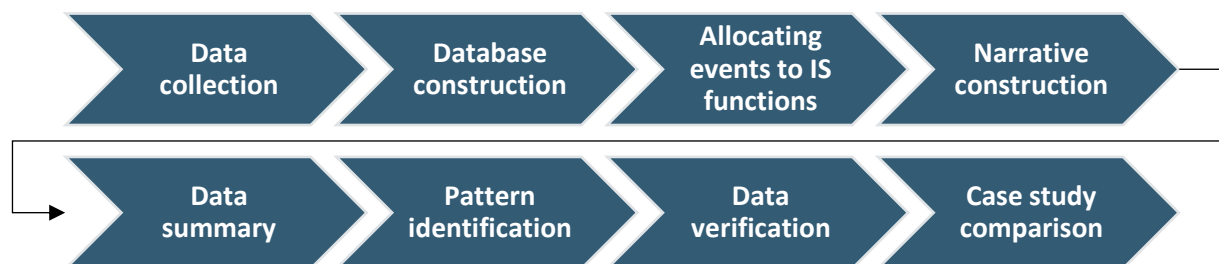 Data
collection
Database
construction
Allocating
events to IS
functions
Narrative
construction
Data
summary
Pattern
identification
Data
verification
Case study
comparison